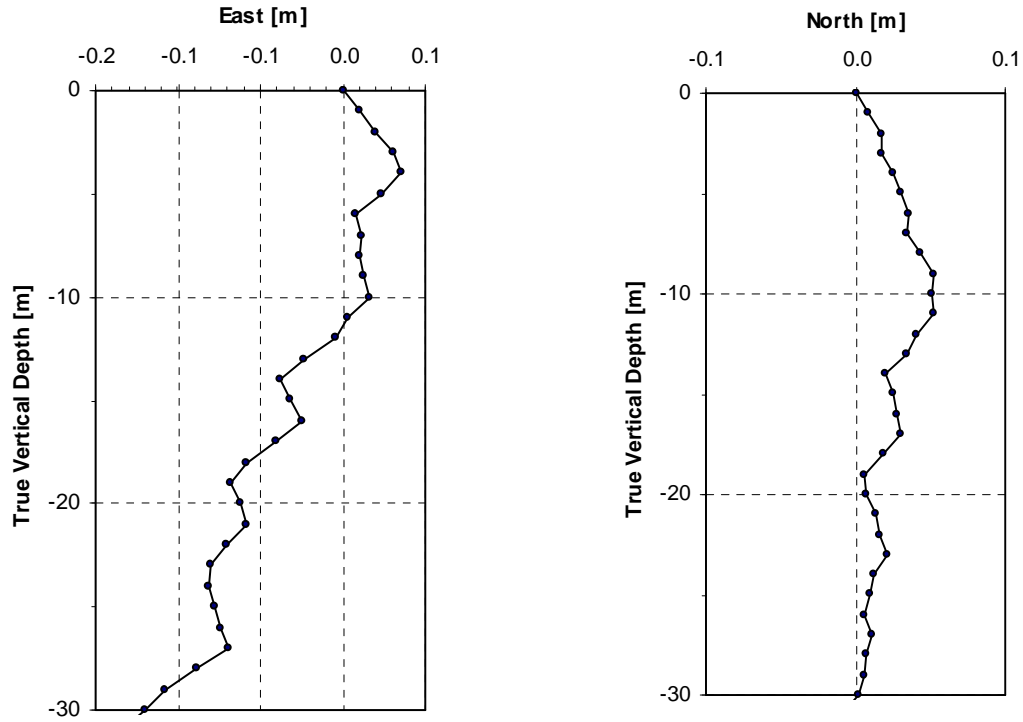 East [m]
-0.2 -0.1 -0.1 0.0 0.1
0
-10
-20
-30
True Vertical Depth [m]
North [m]
-0.1 0.0 0.1
0
-10
-20
-30
True Vertical Depth [m]